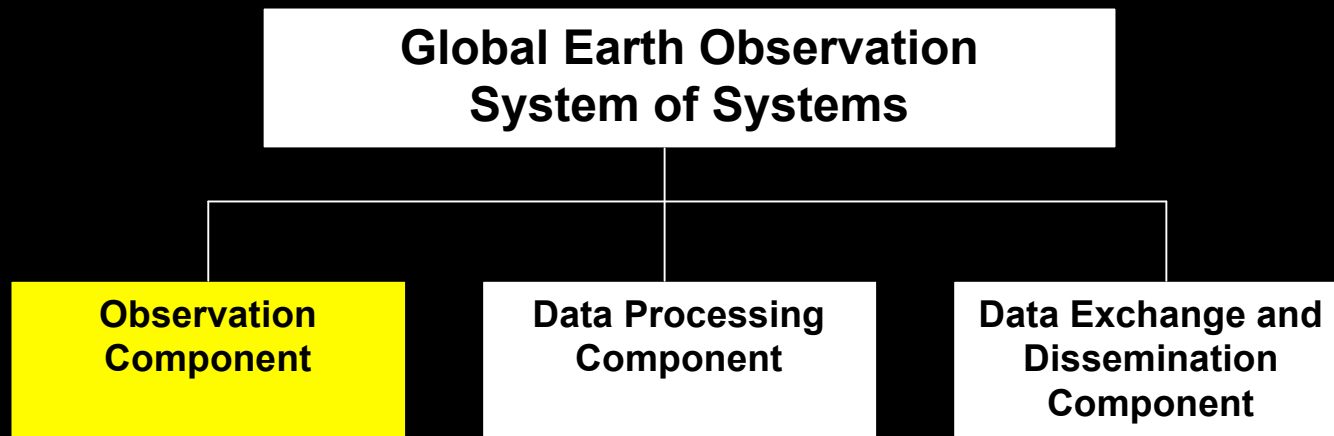 Global Earth Observation
System of Systems
Observation
Component
Data Processing
Component
Data Exchange and
Dissemination
Component